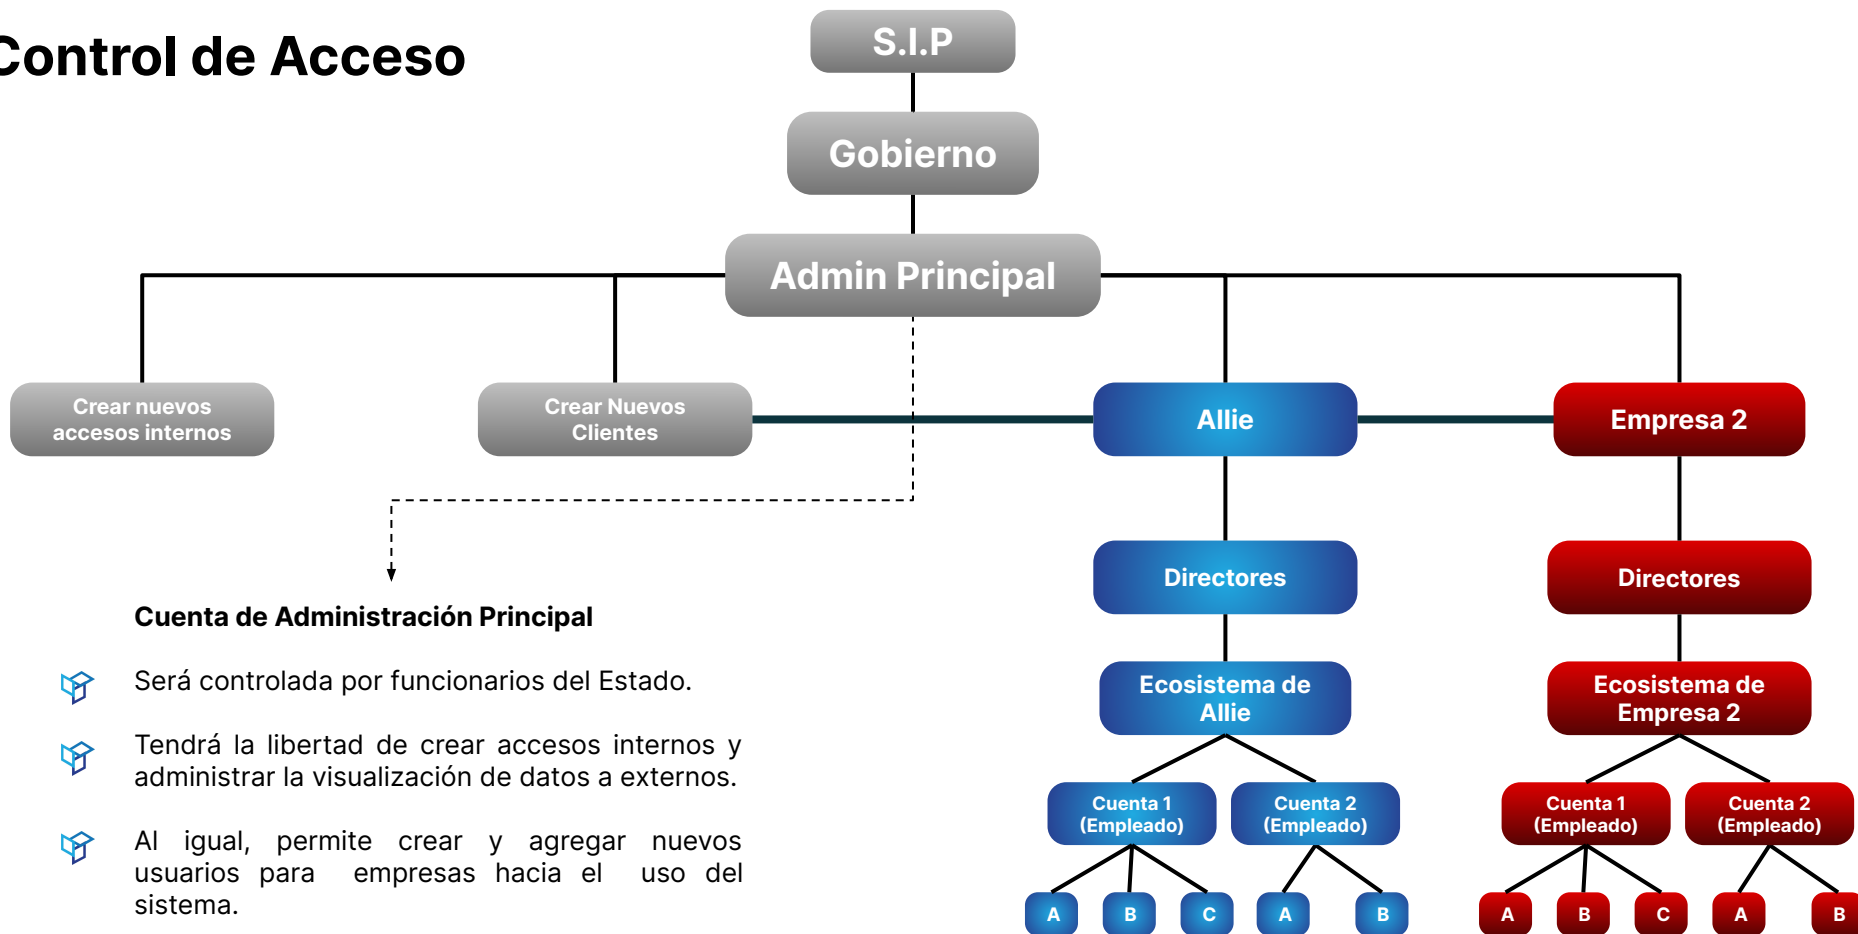 Control de Acceso
S.I.P
Gobierno
Admin Principal
Crear nuevos
accesos internos
Crear Nuevos
Clientes
Allie
Empresa 2
Directores
Directores
Cuenta de Administración Principal
Será controlada por funcionarios del Estado.
Tendrá la libertad de crear accesos internos y
administrar la visualización de datos a externos.
Al igual, permite crear y agregar nuevos
usuarios para empresas hacia el uso del
sistema.
Ecosistema de
Allie
Ecosistema de
Empresa 2
Cuenta 1
(Empleado)
Cuenta 2
(Empleado)
Cuenta 1
(Empleado)
Cuenta 2
(Empleado)
A
B
C
A
B
A
B
C
A
B